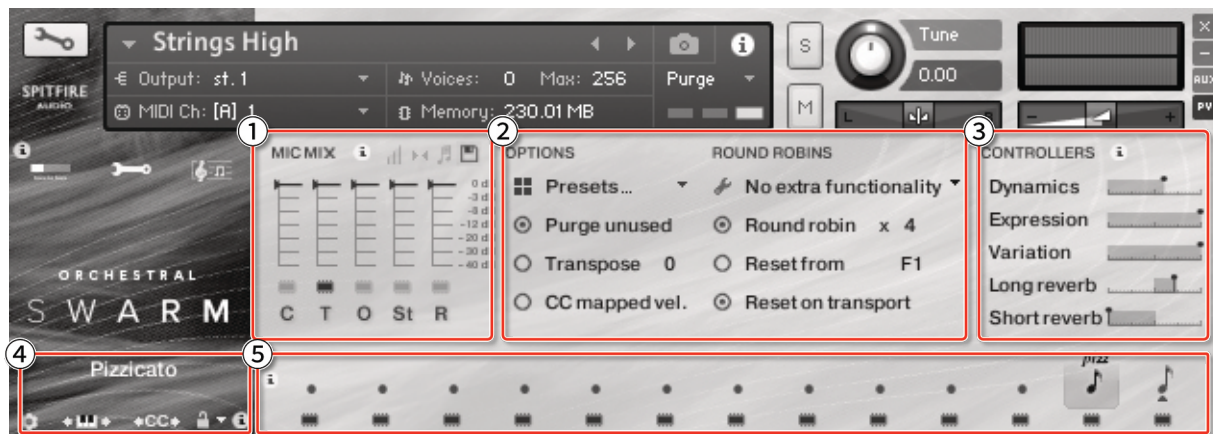 Strings High
i
S
Tune
SPITFIRE
AUDIO
Output: st. 1
Voices: 0 Max: 256
Purge
0.00
AUX
MIDI Ch: [A] 1
Memory: 230.01 MB
M
L
-
+
PV
1
2
3
MIC MIX i
0 d
-3 d
-8 d
-12 d
-20 d
-30 d
-40 d
C T O St R
OPTIONS
Presets...
Purge unused
Transpose 0
CC mapped vel.
ROUND ROBINS
No extra functionality
Round robin x 4
Reset from F1
Reset on transport
CONTROLLERS i
Dynamics
Expression
Variation
Long reverb
Short reverb
ORCHESTRAL
SWARM
4
Pizzicato
CC
i
5
i
pizz